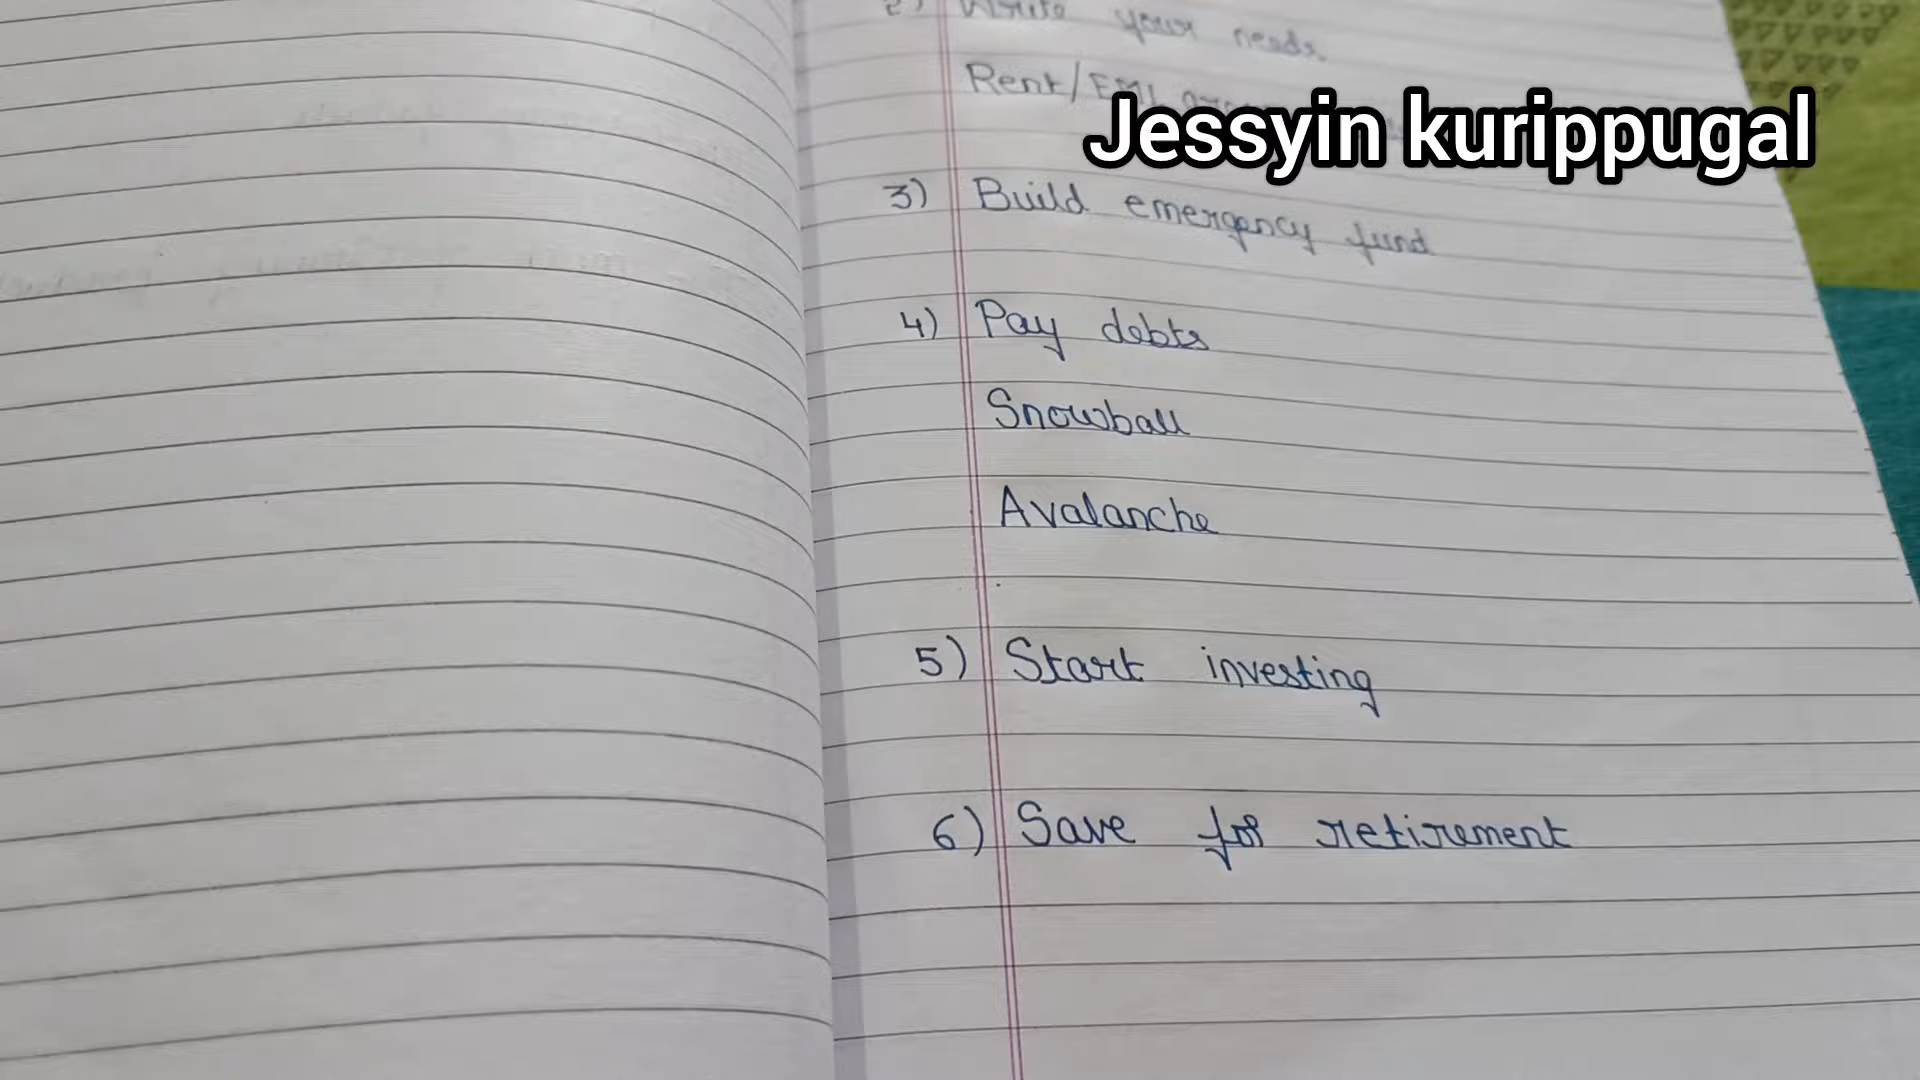 2) Write your needs.
Rent/EMI
Jessyin kurippugal
3) Build emergency fund
4) Pay debts
Snowball
Avalanche
5) Start investing
6) Save for retirement